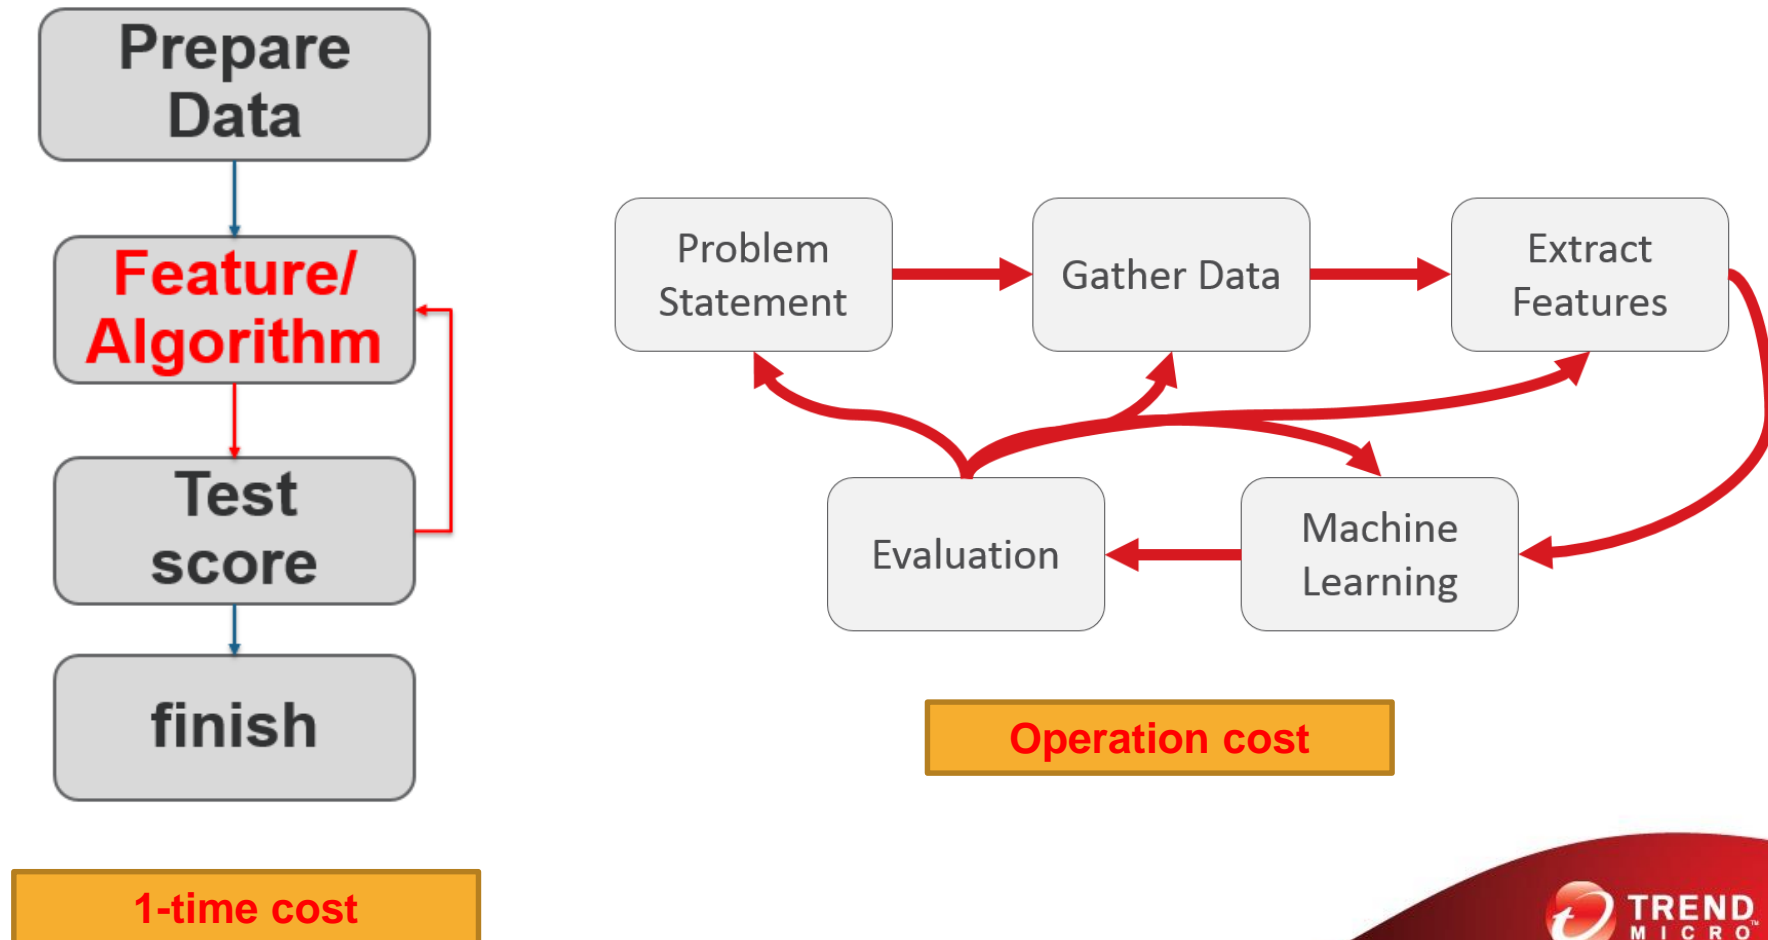 Prepare
Data
Feature/
Algorithm
Test
score
finish
1-time cost
Problem
Statement
Gather Data
Extract
Features
Evaluation
Machine
Learning
Operation cost
TREND
MICRO™